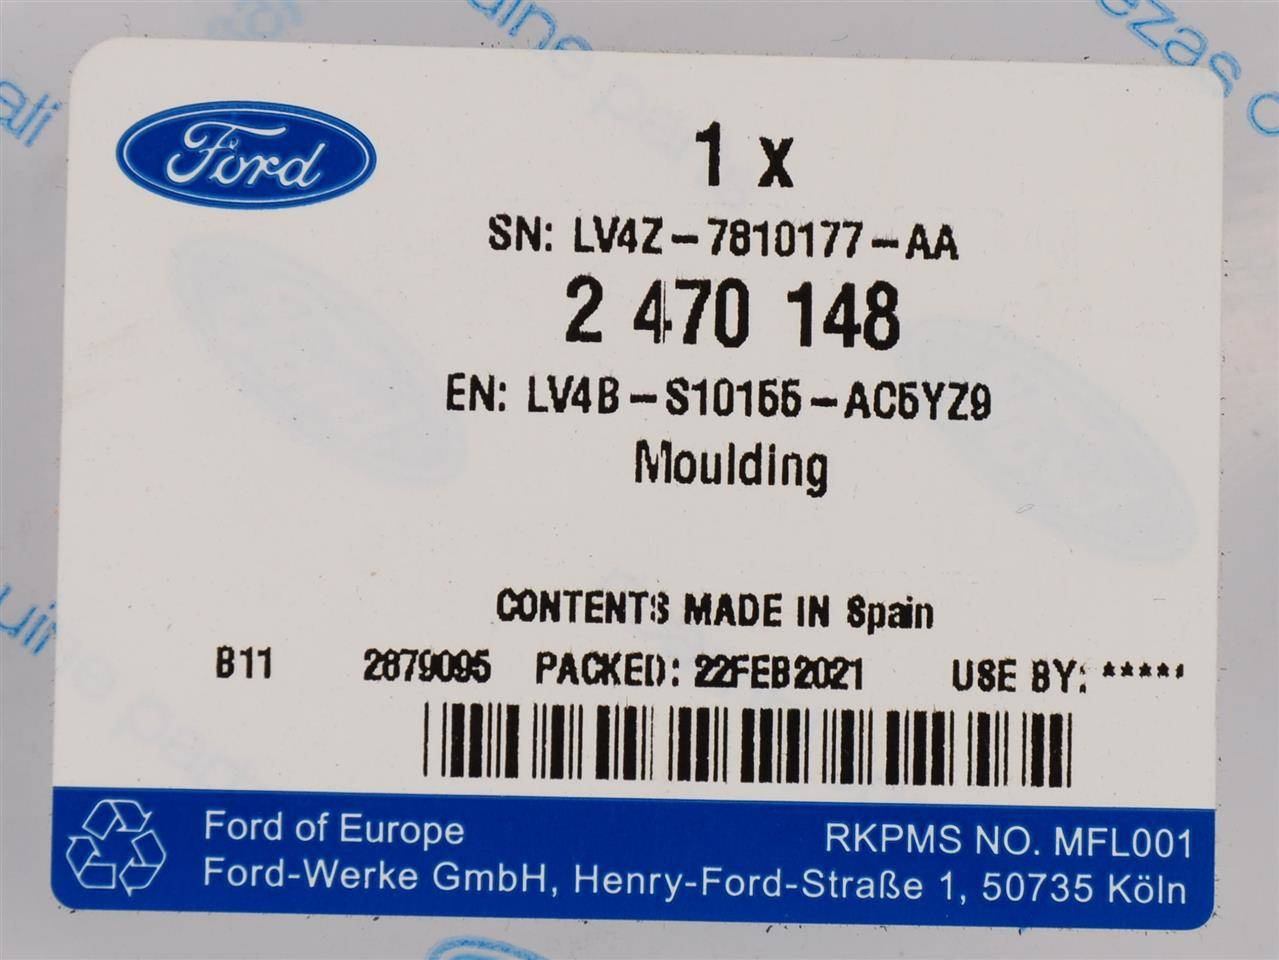 Ford
1 x
SN: LV4Z-7810177-AA
2 470 148
EN: LV4B-S10155-AC5YZ9
Moulding
CONTENTS MADE IN Spain
B11 2879095 PACKED: 22FEB2021 USE BY: *****
Ford of Europe RKPMS NO. MFL001
Ford-Werke GmbH, Henry-Ford-Straße 1, 50735 Köln